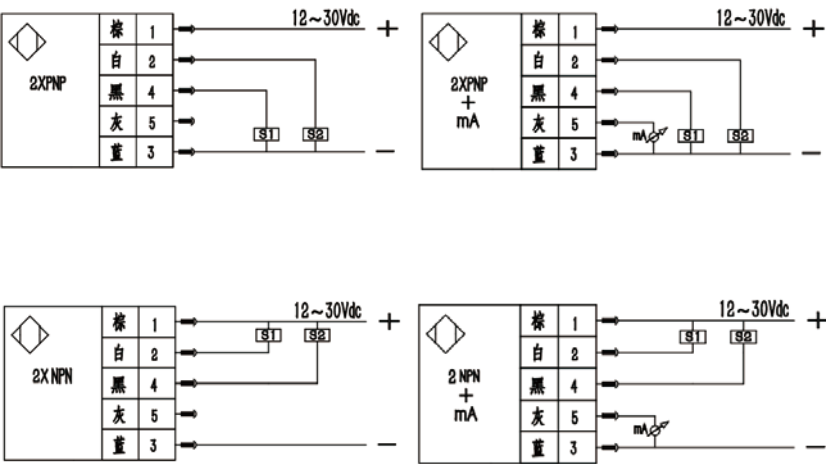 12~30Vdc +
棕 1
白 2
2XPNP
黑 4
灰 5
S1 S2
蓝 3 −
12~30Vdc +
棕 1
白 2
2XPNP
+
mA
黑 4
灰 5
mA S1 S2
蓝 3 −
12~30Vdc +
棕 1
S1 S2
白 2
2XNPN
黑 4
灰 5
蓝 3 −
12~30Vdc +
棕 1
S1 S2
白 2
2 NPN
+
mA
黑 4
灰 5
mA
蓝 3 −